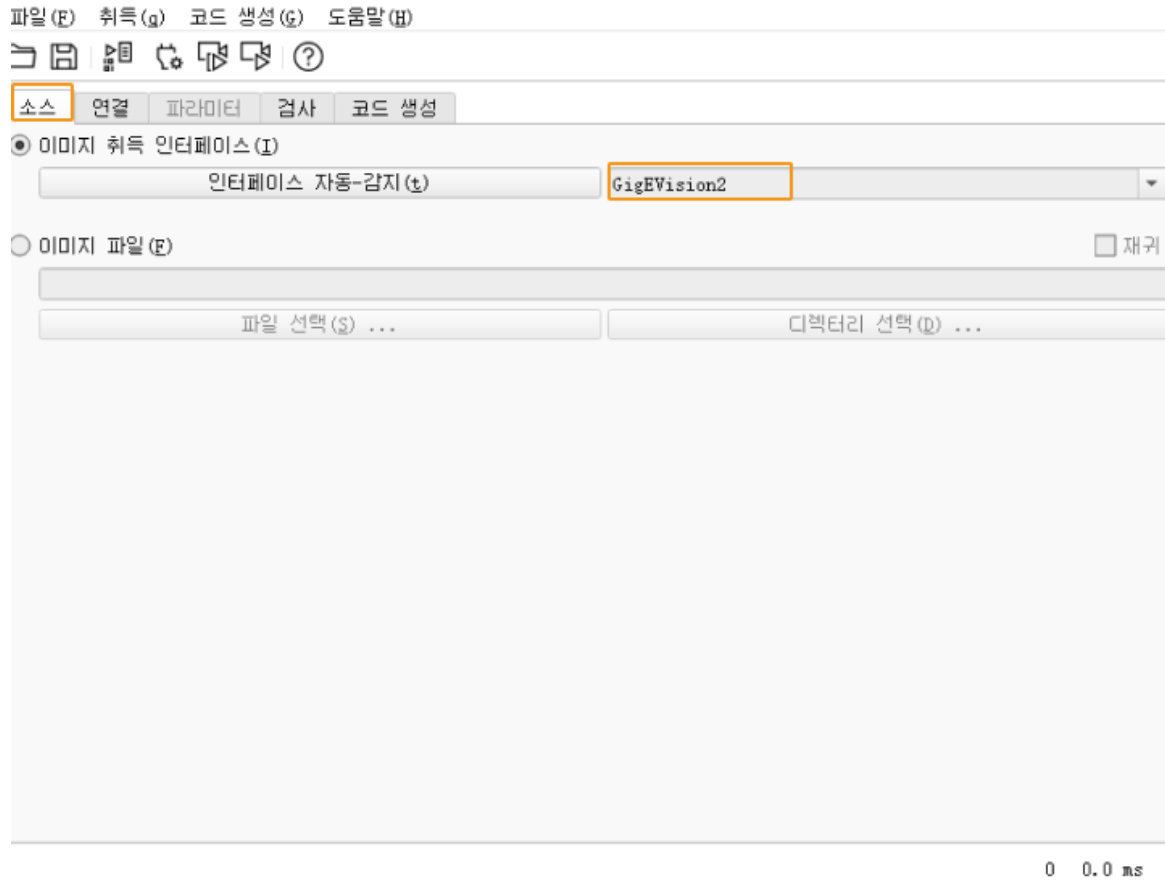 파일(F) 취득(q) 코드 생성(G) 도움말(H)
소스 연결 파라미터 검사 코드 생성
이미지 취득 인터페이스(I)
인터페이스 자동-감지(t) GigEVision2
이미지 파일(F) 재귀
파일 선택(S) ... 디렉터리 선택(D) ...
0 0.0 ms